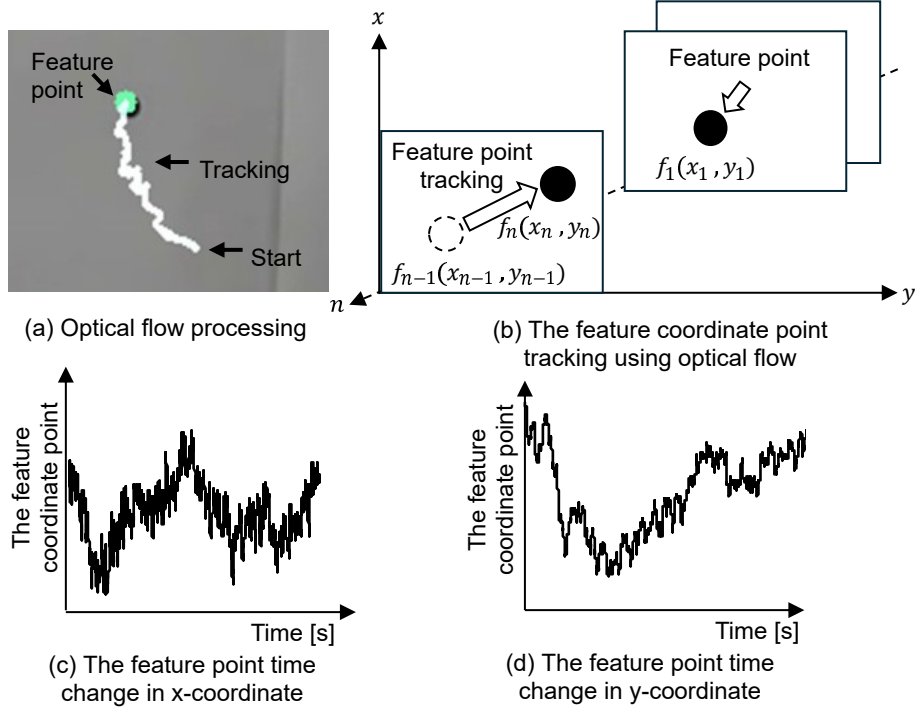 Feature
point
Tracking
Start
(a) Optical flow processing
x
Feature point
f₁(x₁, y₁)
Feature point
tracking
fₙ(xₙ, yₙ)
fₙ₋₁(xₙ₋₁, yₙ₋₁)
n
y
(b) The feature coordinate point
tracking using optical flow
The feature
coordinate point
Time [s]
(c) The feature point time
change in x-coordinate
The feature
coordinate point
Time [s]
(d) The feature point time
change in y-coordinate